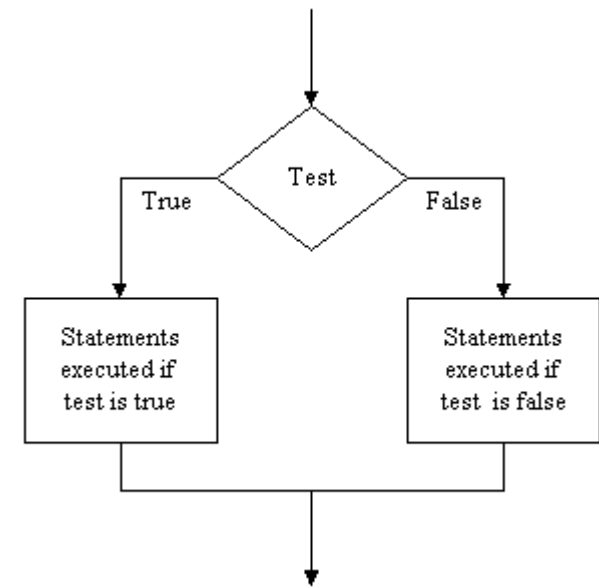 Test
True
False
Statements
executed if
test is true
Statements
executed if
test is false